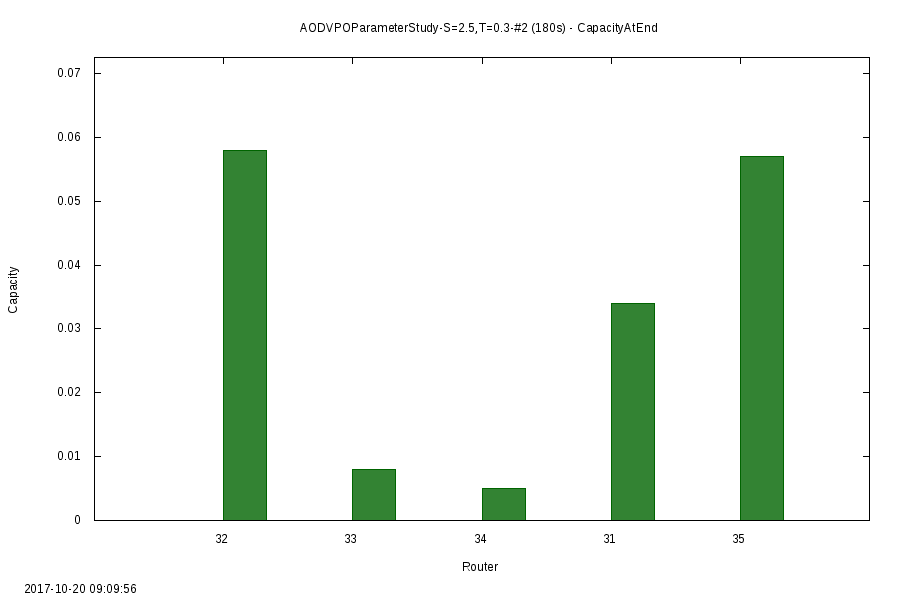 AODVPOParameterStudy-S=2.5,T=0.3-#2 (180s) - CapacityAtEnd
0.07
0.06
0.05
0.04
0.03
0.02
0.01
0
Capacity
32 33 34 31 35
Router
2017-10-20 09:09:56